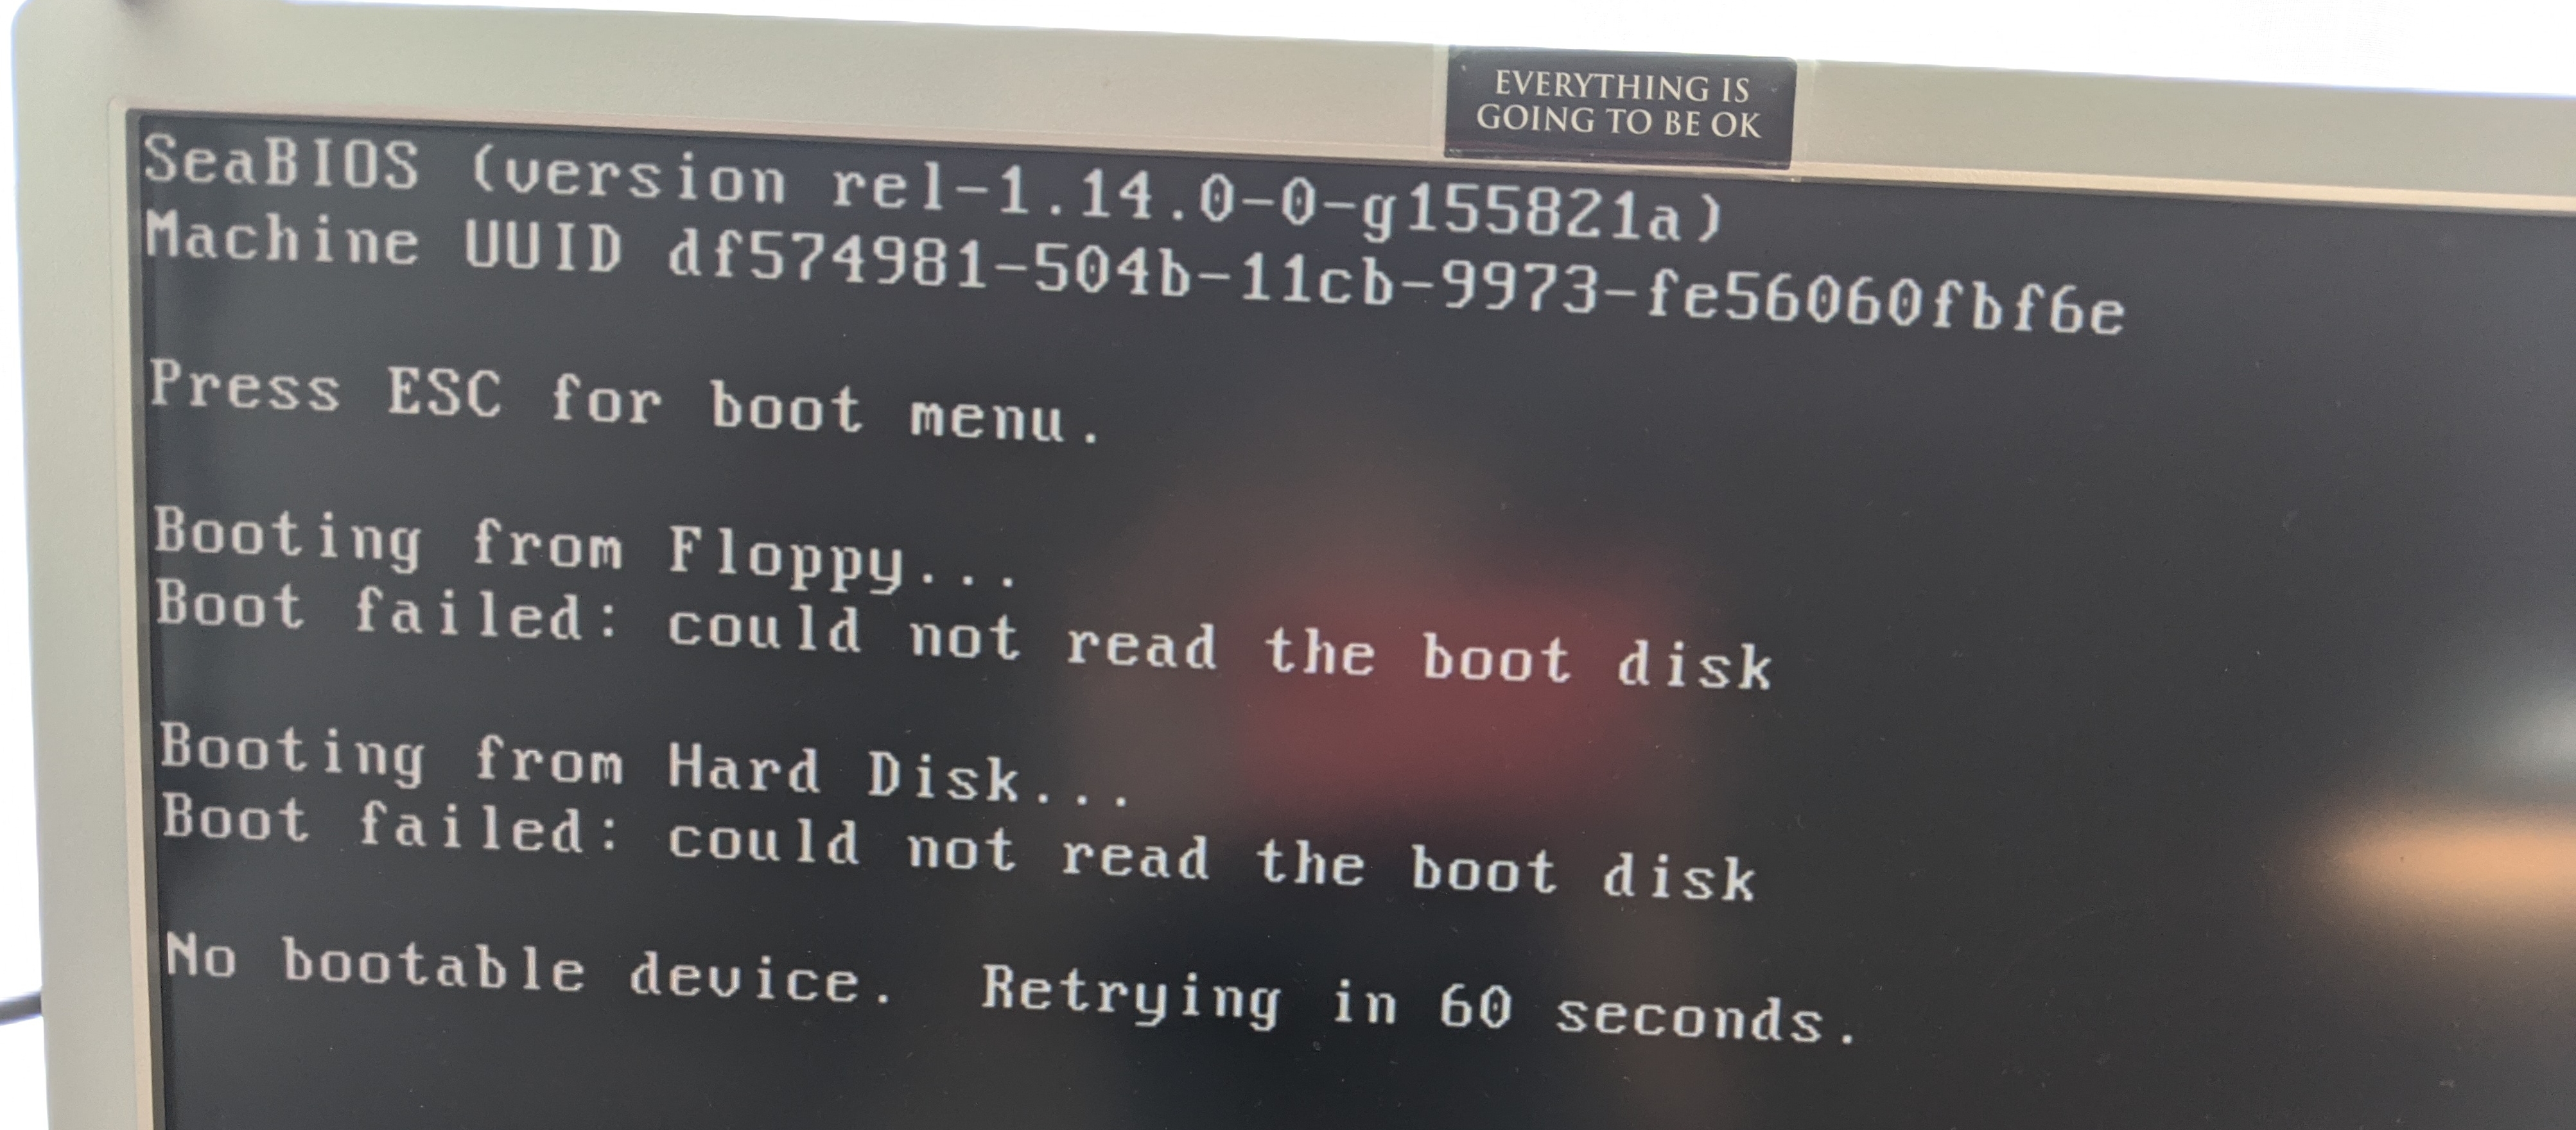 EVERYTHING IS
GOING TO BE OK
SeaBIOS (version rel-1.14.0-0-g155821a)
Machine UUID df574981-504b-11cb-9973-fe56060fbf6e
Press ESC for boot menu.
Booting from Floppy...
Boot failed: could not read the boot disk
Booting from Hard Disk...
Boot failed: could not read the boot disk
No bootable device.  Retrying in 60 seconds.